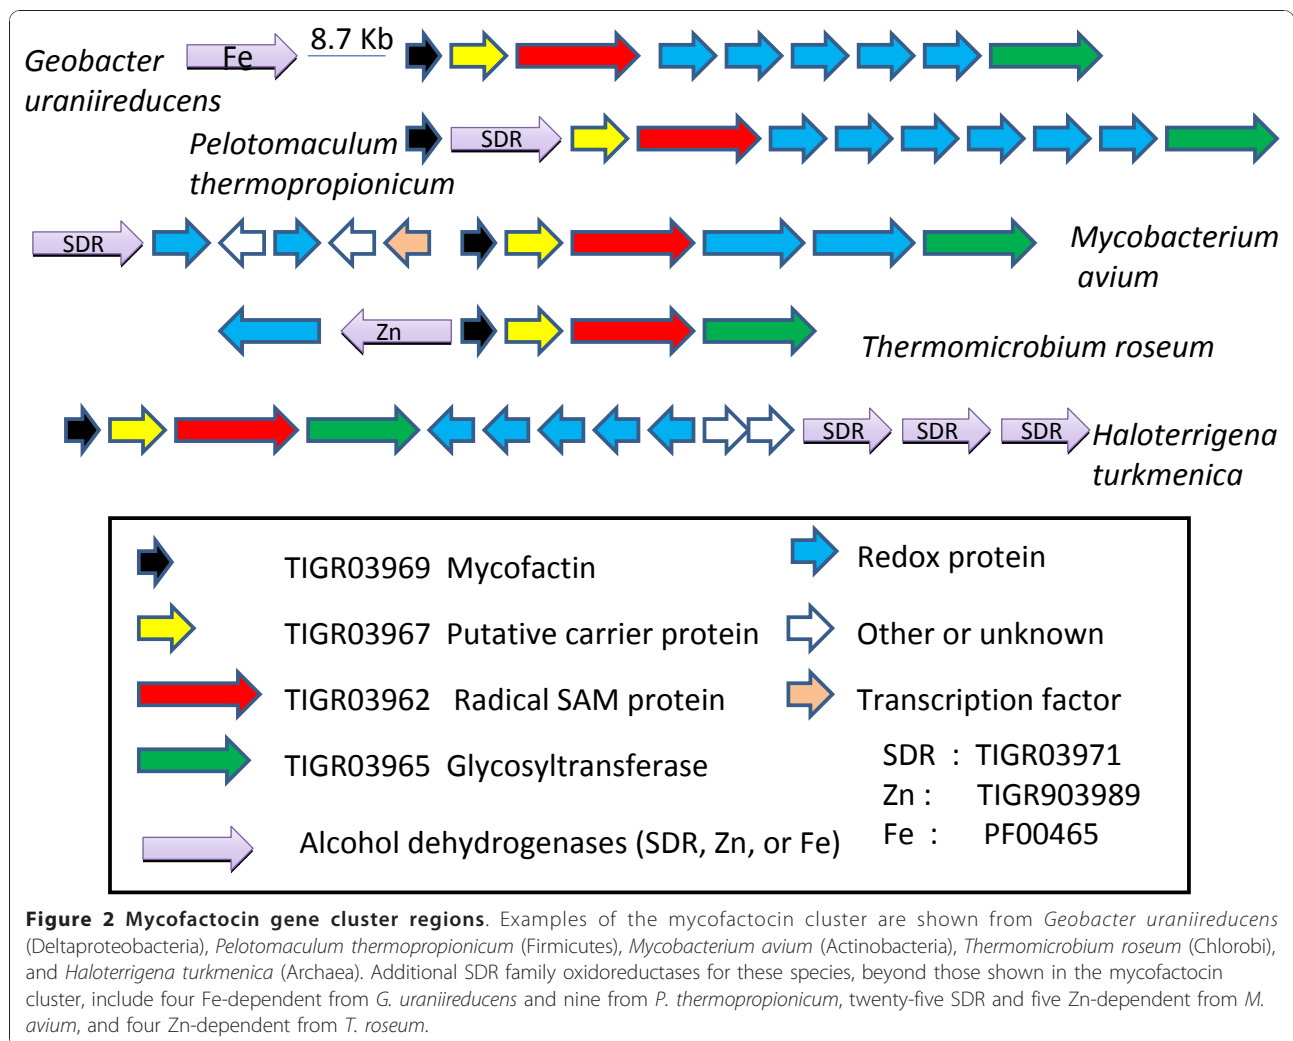 Geobacter
uraniireducens
Fe
8.7 Kb
Pelotomaculum
thermopropionicum
SDR
SDR
Mycobacterium
avium
Zn
Thermomicrobium roseum
SDR
SDR
SDR
Haloterrigena
turkmenica
TIGR03969 Mycofactin
TIGR03967 Putative carrier protein
TIGR03962 Radical SAM protein
TIGR03965 Glycosyltransferase
Alcohol dehydrogenases (SDR, Zn, or Fe)
Redox protein
Other or unknown
Transcription factor
SDR : TIGR03971
Zn : TIGR903989
Fe : PF00465
Figure 2 Mycofactocin gene cluster regions. Examples of the mycofactocin cluster are shown from Geobacter uraniireducens
(Deltaproteobacteria), Pelotomaculum thermopropionicum (Firmicutes), Mycobacterium avium (Actinobacteria), Thermomicrobium roseum (Chlorobi),
and Haloterrigena turkmenica (Archaea). Additional SDR family oxidoreductases for these species, beyond those shown in the mycofactocin
cluster, include four Fe-dependent from G. uraniireducens and nine from P. thermopropionicum, twenty-five SDR and five Zn-dependent from M.
avium, and four Zn-dependent from T. roseum.